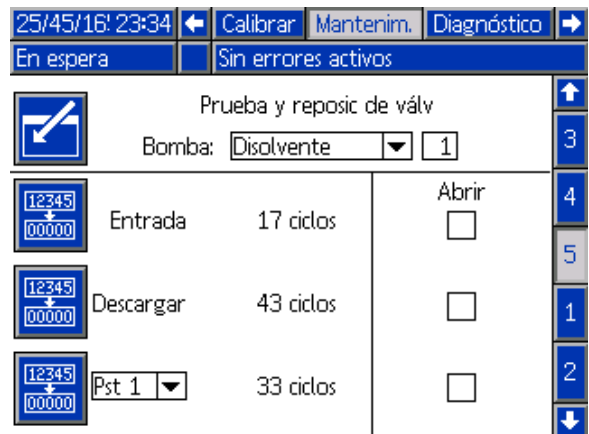 25/45/16! 23:34 Calibrar Mantenim. Diagnóstico
En espera Sin errores activos
Prueba y reposic de válv
Bomba: Disolvente 1
3
Abrir 4
12345
00000 Entrada 17 ciclos
5
12345
00000 Descargar 43 ciclos
1
12345
00000 Pst 1 33 ciclos
2